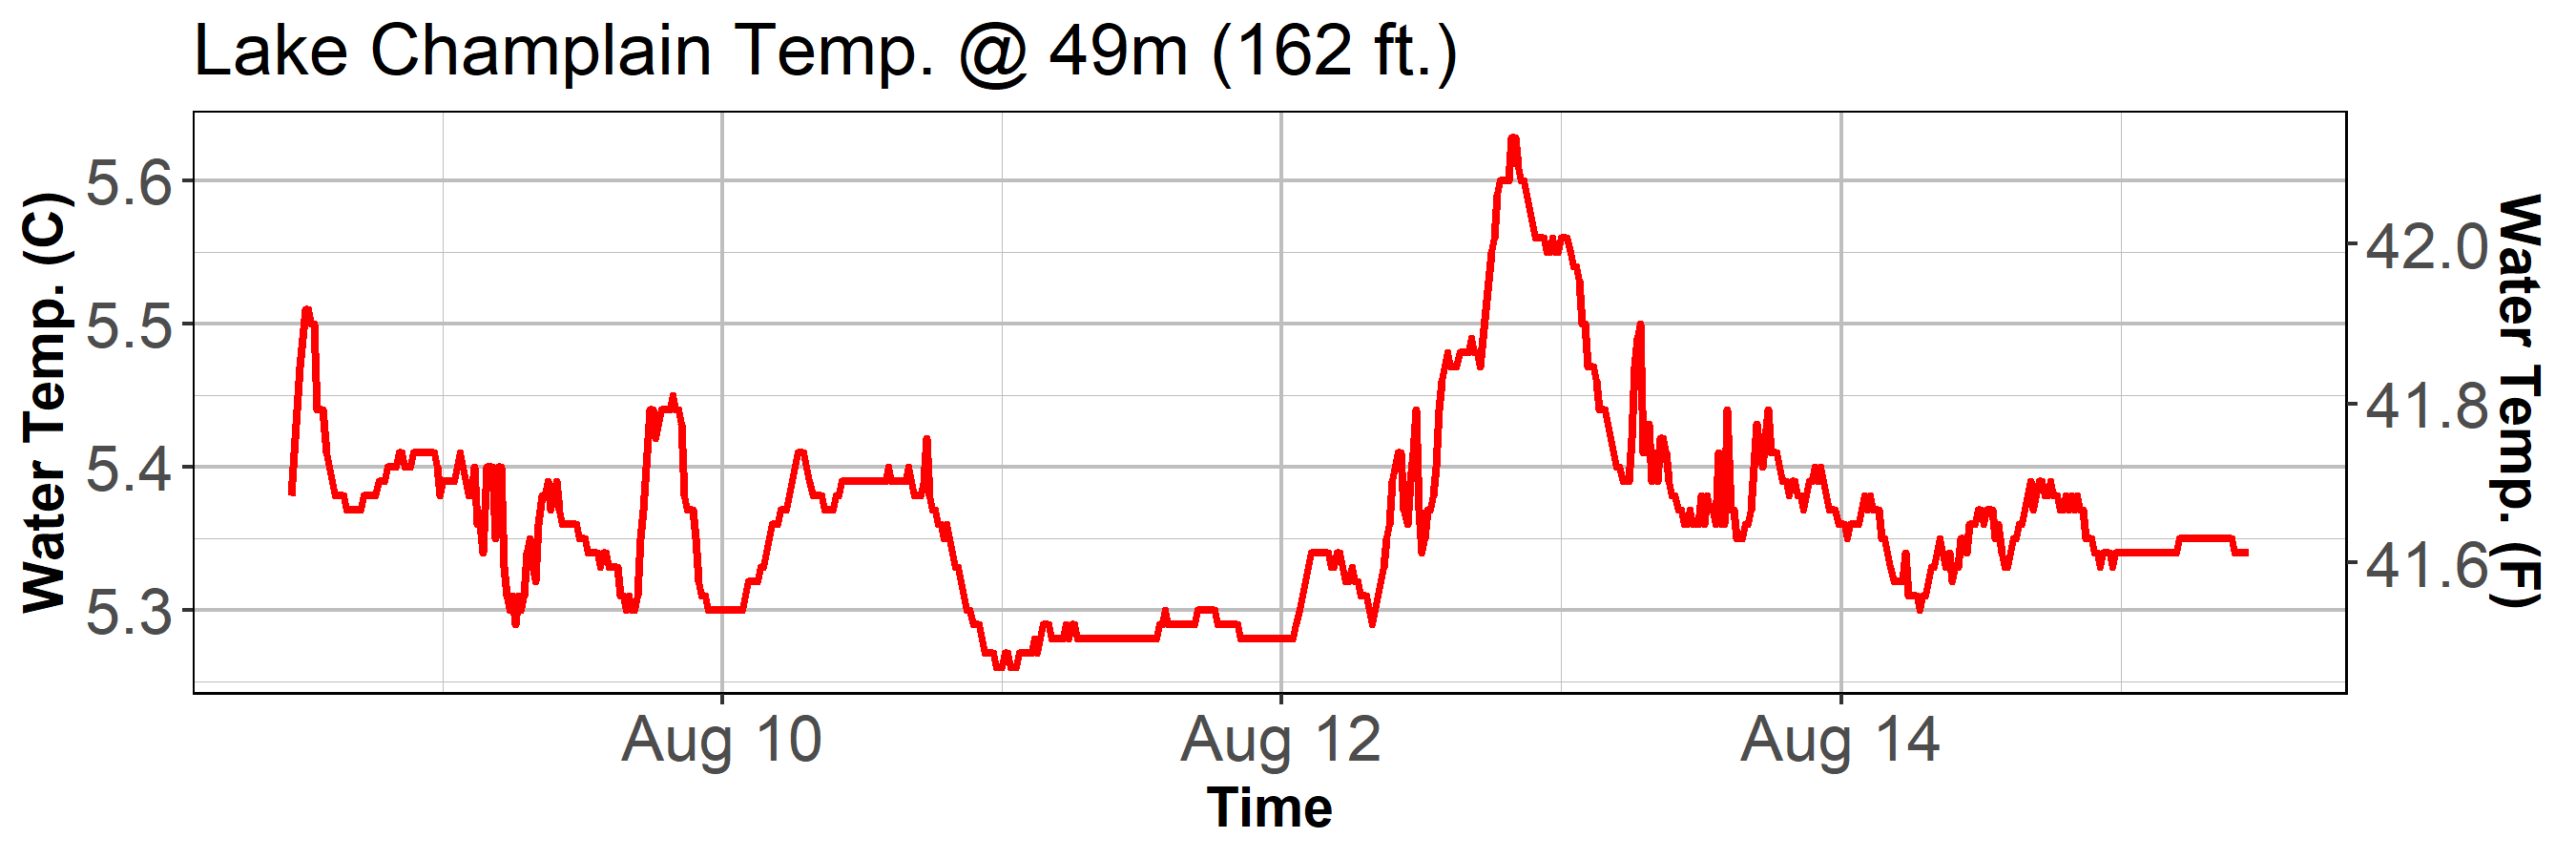 Lake Champlain Temp. @ 49m (162 ft.)
Water Temp. (C)
5.6
5.5
5.4
5.3
42.0
41.8
41.6
Water Temp. (F)
Aug 10
Aug 12
Aug 14
Time